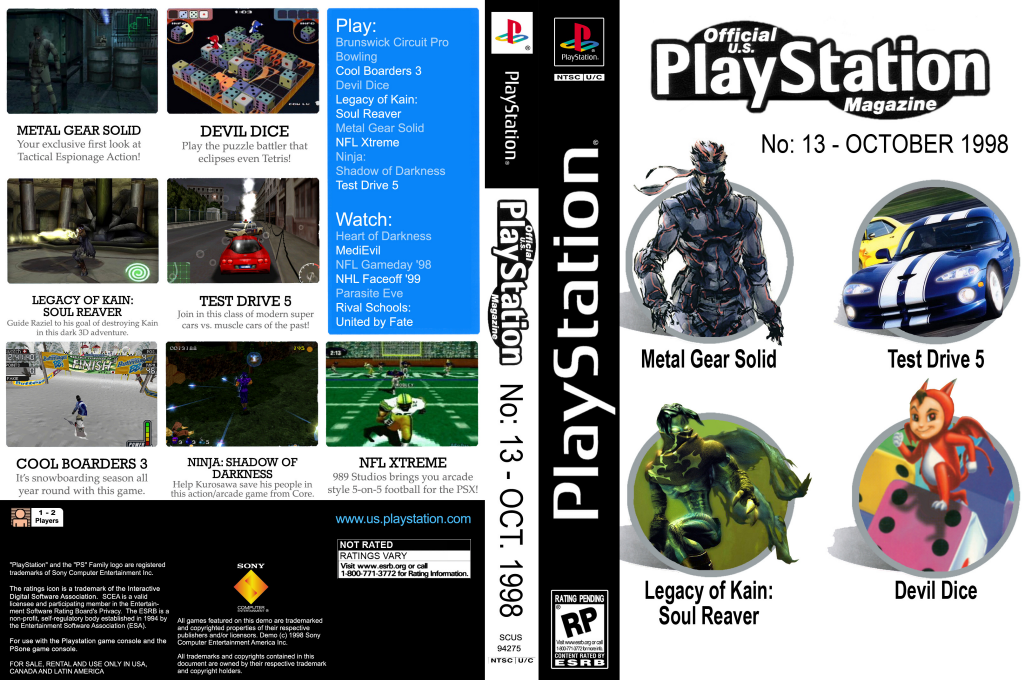 METAL GEAR SOLID
Your exclusive first look at
Tactical Espionage Action!
DEVIL DICE
Play the puzzle battler that
eclipses even Tetris!
LEGACY OF KAIN:
SOUL REAVER
Guide Raziel to his goal of destroying Kain
in this dark 3D adventure.
TEST DRIVE 5
Join in this class of modern super
cars vs. muscle cars of the past!
FINISH
POWER
2:13
COOL BOARDERS 3
It's snowboarding season all
year round with this game.
NINJA: SHADOW OF
DARKNESS
Help Kurosawa save his people in
this action/arcade game from Core.
NFL XTREME
989 Studios brings you arcade
style 5-on-5 football for the PSX!
Play:
Brunswick Circuit Pro
Bowling
Cool Boarders 3
Devil Dice
Legacy of Kain:
Soul Reaver
Metal Gear Solid
NFL Xtreme
Ninja:
Shadow of Darkness
Test Drive 5
Watch:
Heart of Darkness
MediEvil
NFL Gameday '98
NHL Faceoff '99
Parasite Eve
Rival Schools:
United by Fate
1 - 2
Players
www.us.playstation.com
NOT RATED
RATINGS VARY
Visit www.esrb.org or call
1-800-771-3772 for Rating Information.
"PlayStation" and the "PS" Family logo are registered
trademarks of Sony Computer Entertainment Inc.
The ratings icon is a trademark of the Interactive
Digital Software Association. SCEA is a valid
licensee and participating member in the Entertain-
ment Software Rating Board's Privacy. The ESRB is a
non-profit, self-regulatory body established in 1994 by
the Entertainment Software Association (ESA).
For use with the Playstation game console and the
PSone game console.
FOR SALE, RENTAL AND USE ONLY IN USA,
CANADA AND LATIN AMERICA
SONY
COMPUTER
ENTERTAINMENT ®
All games featured on this demo are trademarked
and copyrighted properties of their respective
publishers and/or licensors. Demo (c) 1998 Sony
Computer Entertainment America Inc.
All trademarks and copyrights contained in this
document are owned by their respective trademark
and copyright holders.
®
PlayStation®
Official
U.S.
PlayStation
Magazine
No: 13 - OCT. 1998
SCUS
94275
NTSC U/C
PlayStation.
NTSC U/C
PlayStation®
RATING PENDING
RP
®
Visit www.esrb.org or call
1-800-771-3772 for more info.
CONTENT RATED BY
ESRB
Official
U.S.
PlayStation
Magazine
No: 13 - OCTOBER 1998
Metal Gear Solid
Test Drive 5
Legacy of Kain:
Soul Reaver
Devil Dice